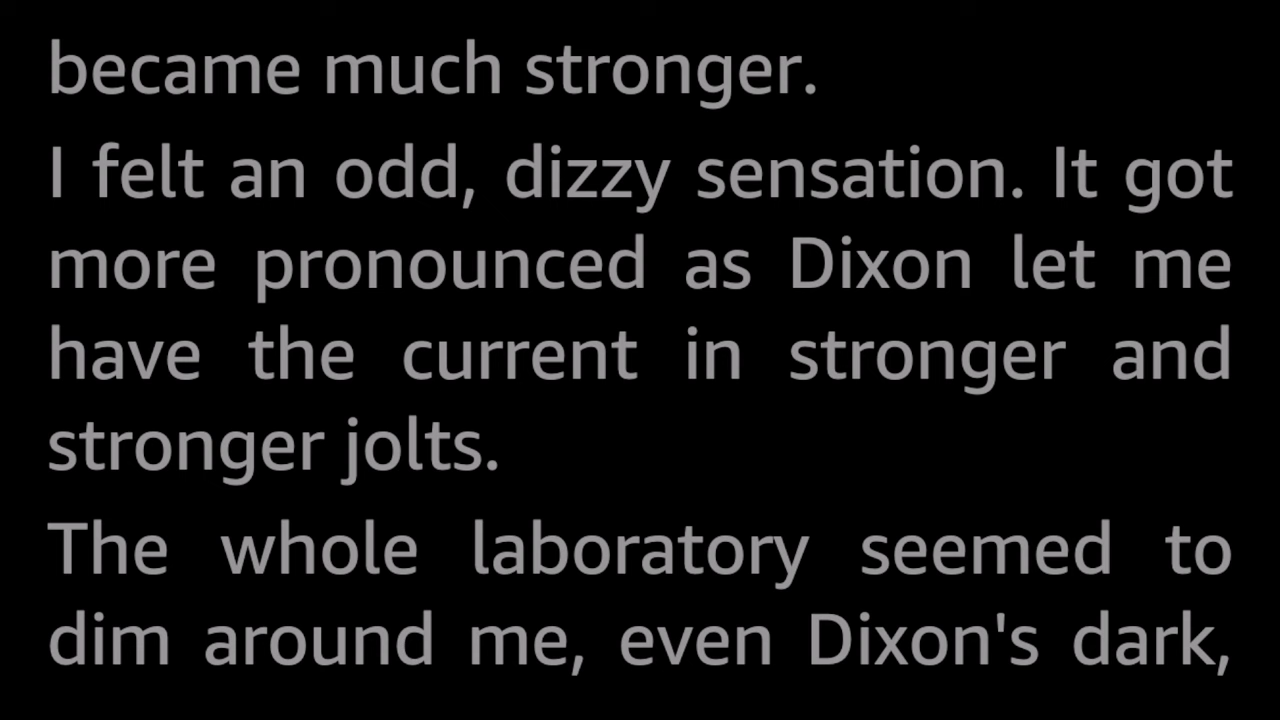 became much stronger.
I felt an odd, dizzy sensation. It got
more pronounced as Dixon let me
have the current in stronger and
stronger jolts.
The whole laboratory seemed to
dim around me, even Dixon's dark,